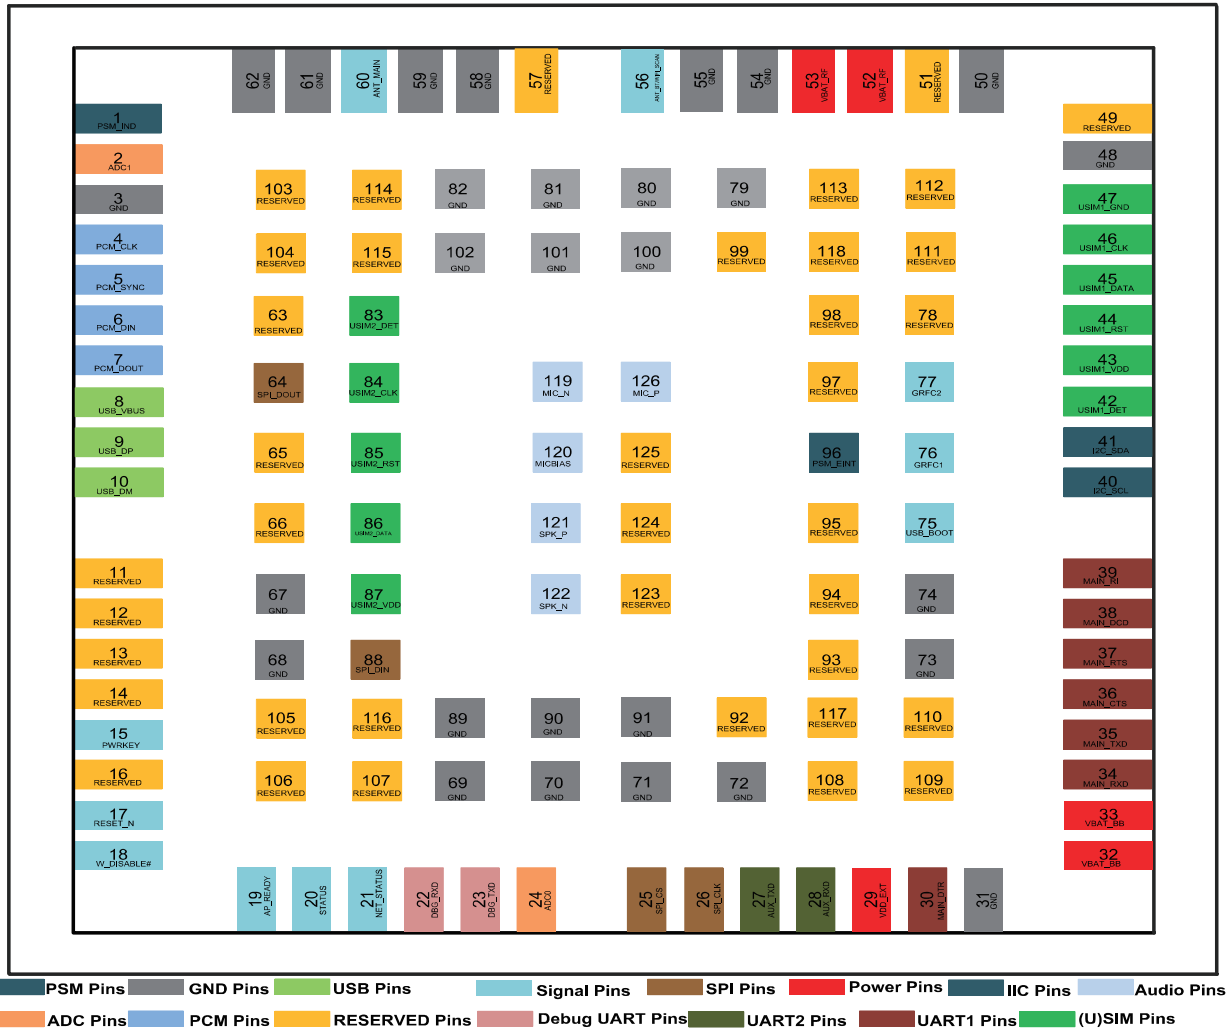 62 GND
61 GND
60 ANT_MAIN
59 GND
58 GND
57 RESERVED
56
55 GND
54 GND
53 VBAT_RF
52 VBAT_RF
51 RESERVED
50 GND
1 PSM_IND
2 ADC1
3 GND
4 PCM_CLK
5 PCM_SYNC
6 PCM_DIN
7 PCM_DOUT
8 USB_VBUS
9 USB_DP
10 USB_DM
11 RESERVED
12 RESERVED
13 RESERVED
14 RESERVED
15 PWRKEY
16 RESERVED
17 RESET_N
18 W_DISABLE#
103 RESERVED
114 RESERVED
82 GND
81 GND
80 GND
79 GND
113 RESERVED
112 RESERVED
104 RESERVED
115 RESERVED
102 GND
101 GND
100 GND
99 RESERVED
118 RESERVED
111 RESERVED
63 RESERVED
83 USIM2_DET
98 RESERVED
78 RESERVED
64 SPI_DOUT
84 USIM2_CLK
119 MIC_N
126 MIC_P
97 RESERVED
77 GRFC2
65 RESERVED
85 USIM2_RST
120 MICBIAS
125 RESERVED
96 PSM_EINT
76 GRFC1
66 RESERVED
86 USIM2_DATA
121 SPK_P
124 RESERVED
95 RESERVED
75 USB_BOOT
67 GND
87 USIM2_VDD
122 SPK_N
123 RESERVED
94 RESERVED
74 GND
68 GND
88 SPI_DIN
93 RESERVED
73 GND
105 RESERVED
116 RESERVED
89 GND
90 GND
91 GND
92 RESERVED
117 RESERVED
110 RESERVED
106 RESERVED
107 RESERVED
69 GND
70 GND
71 GND
72 GND
108 RESERVED
109 RESERVED
49 RESERVED
48 GND
47 USIM1_GND
46 USIM1_CLK
45 USIM1_DATA
44 USIM1_RST
43 USIM1_VDD
42 USIM1_DET
41 I2C_SDA
40 I2C_SCL
39 MAIN_RI
38 MAIN_DCD
37 MAIN_RTS
36 MAIN_CTS
35 MAIN_TXD
34 MAIN_RXD
33 VBAT_BB
32 VBAT_BB
19 AP_READY
20 STATUS
21 NET_STATUS
22 DBG_RXD
23 DBG_TXD
24 ADC0
25 SPI_CS
26 SPI_CLK
27 AUX_TXD
28 AUX_RXD
29 VDD_EXT
30 MAIN_DTR
31 GND
PSM Pins GND Pins USB Pins Signal Pins SPI Pins Power Pins IIC Pins Audio Pins
ADC Pins PCM Pins RESERVED Pins Debug UART Pins UART2 Pins UART1 Pins (U)SIM Pins